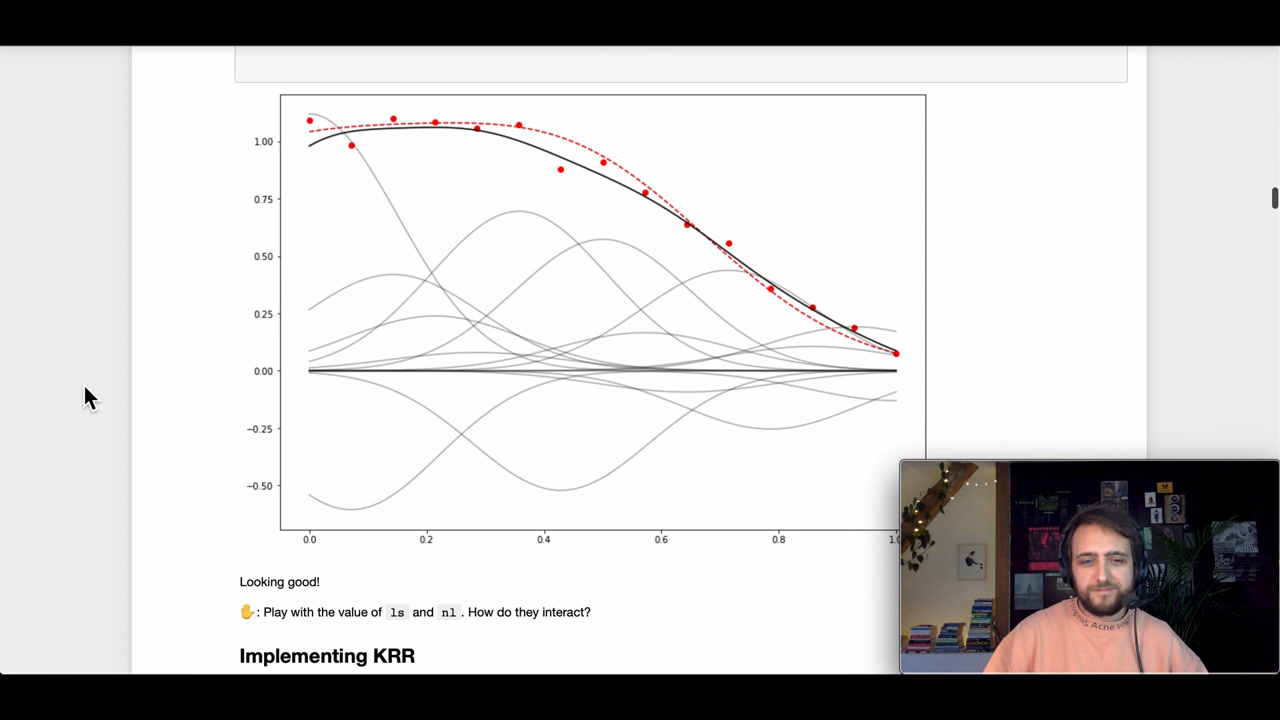 1.00
0.75
0.50
0.25
0.00
−0.25
−0.50
0.0 0.2 0.4 0.6 0.8 1.0
Looking good!
✋: Play with the value of ls and nl. How do they interact?
Implementing KRR